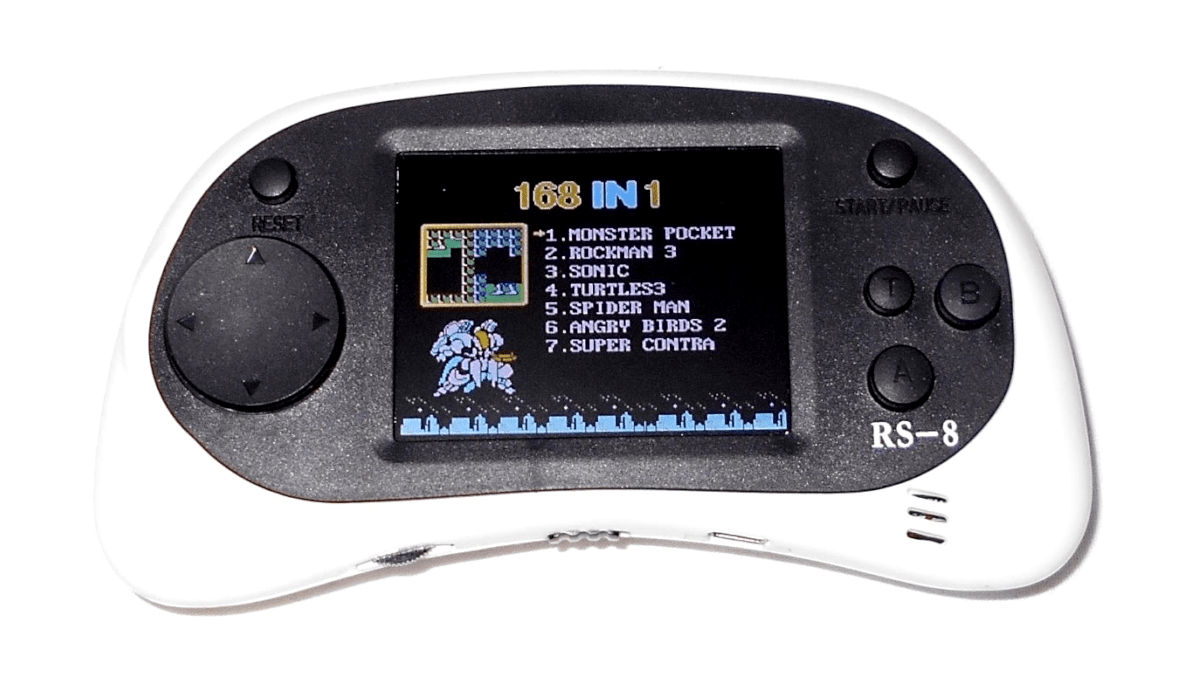 168 IN 1
1.MONSTER POCKET
2.ROCKMAN 3
3.SONIC
4.TURTLES3
5.SPIDER MAN
6.ANGRY BIRDS 2
7.SUPER CONTRA
RESET
START/PAUSE
T
B
A
RS-8